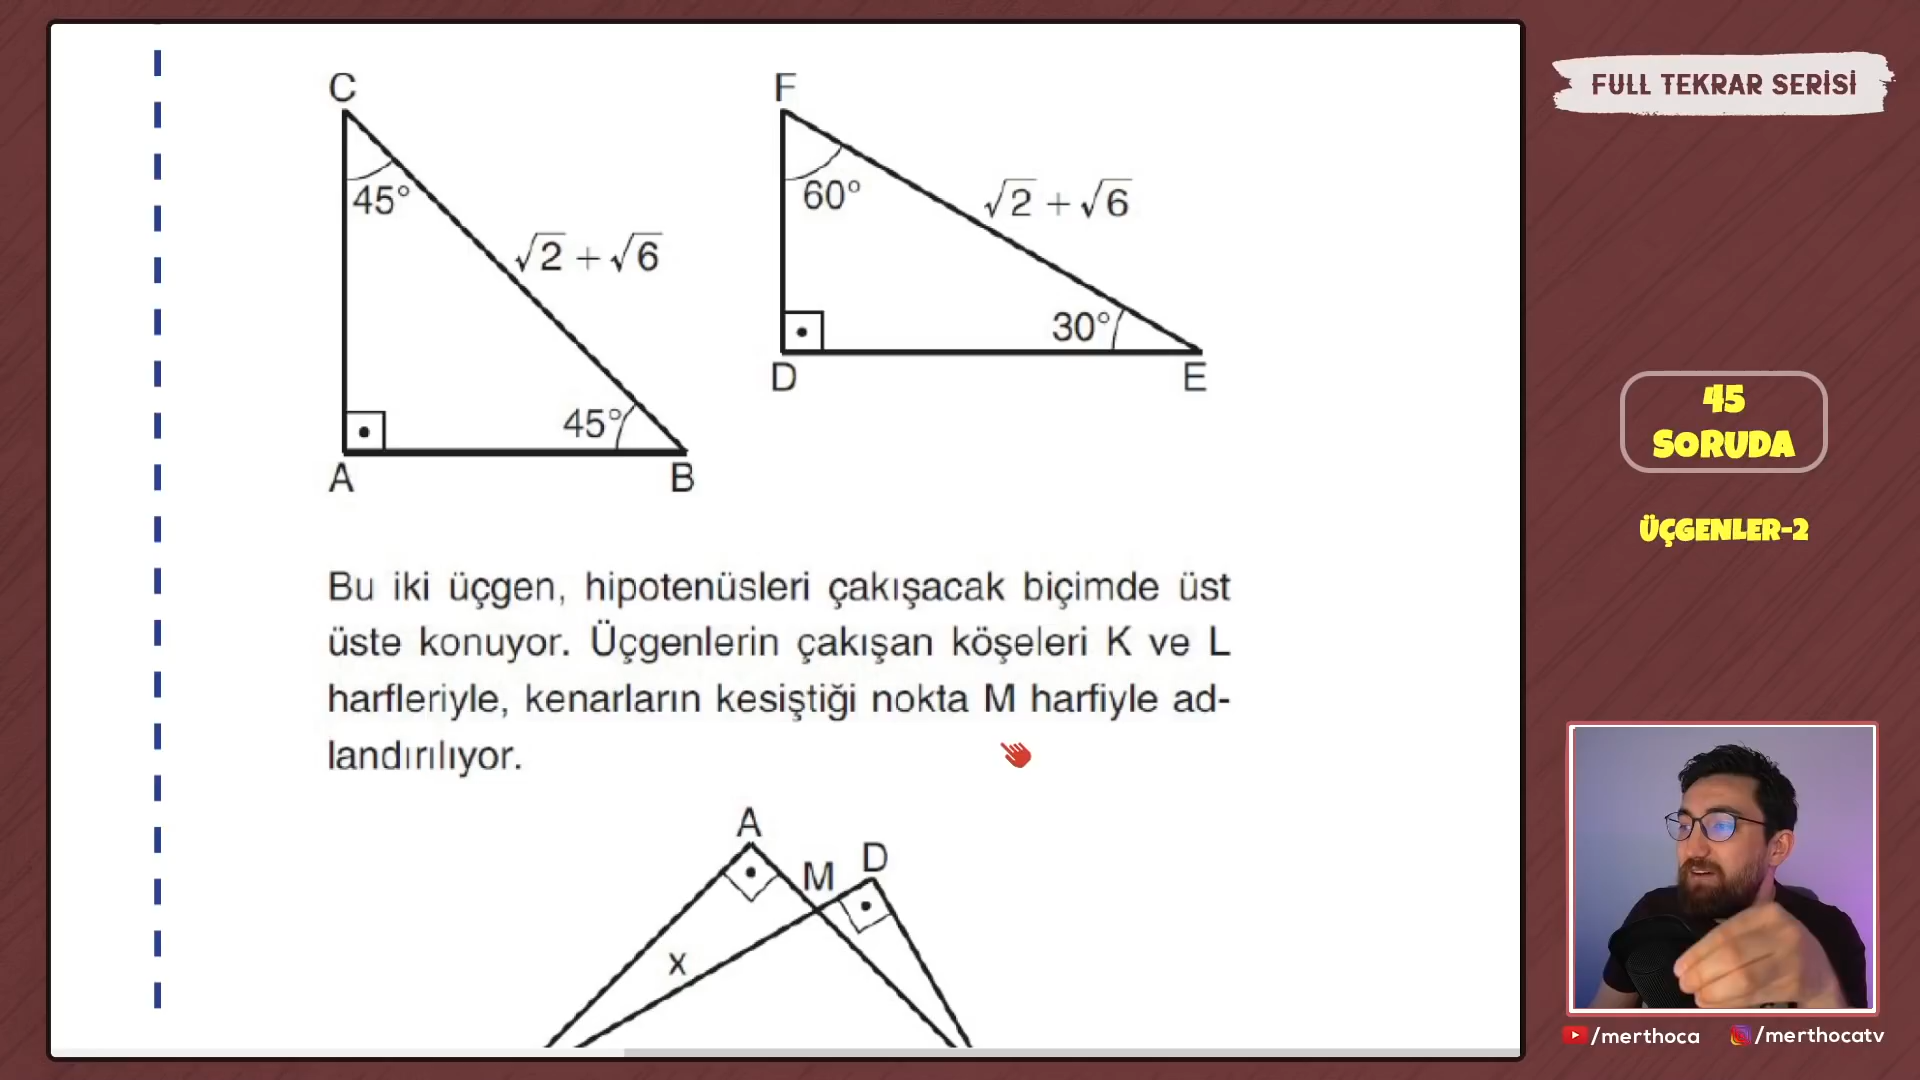 FULL TEKRAR SERİSİ
C
F
45°
60°
√2 + √6
√2 + √6
30°
45°
D
E
A
B
45
SORUDA
ÜÇGENLER-2
Bu iki üçgen, hipotenüsleri çakışacak biçimde üst
üste konuyor. Üçgenlerin çakışan köşeleri K ve L
harfleriyle, kenarların kesiştiği nokta M harfiyle ad-
landırılıyor.
A
M
D
x
/merthoca
/merthocatv